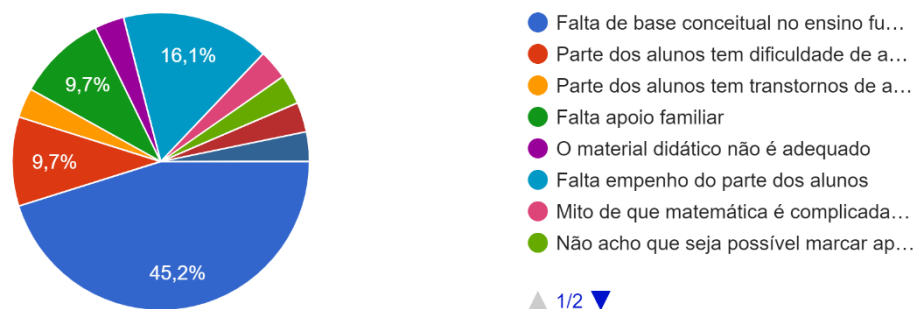 16,1%
9,7%
9,7%
45,2%
Falta de base conceitual no ensino fu…
Parte dos alunos tem dificuldade de a…
Parte dos alunos tem transtornos de a…
Falta apoio familiar
O material didático não é adequado
Falta empenho do parte dos alunos
Mito de que matemática é complicada…
Não acho que seja possível marcar ap…
1/2